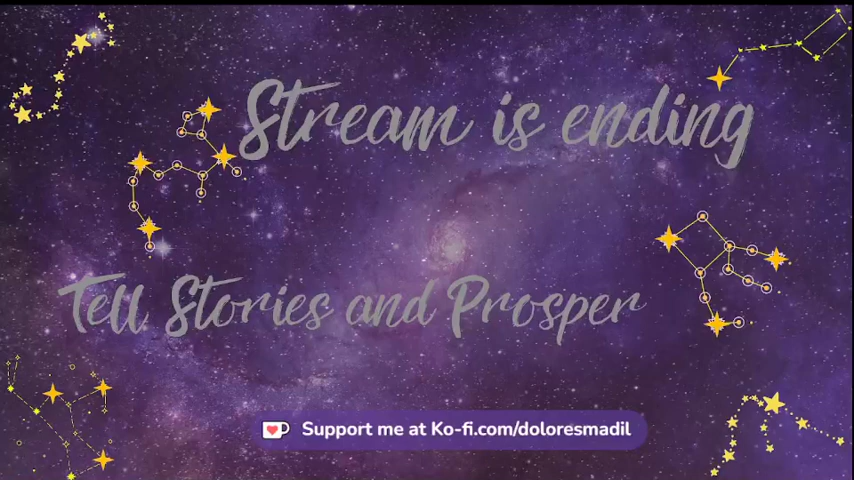 Stream is ending
Tell Stories and Prosper
Support me at Ko-fi.com/doloresmadil